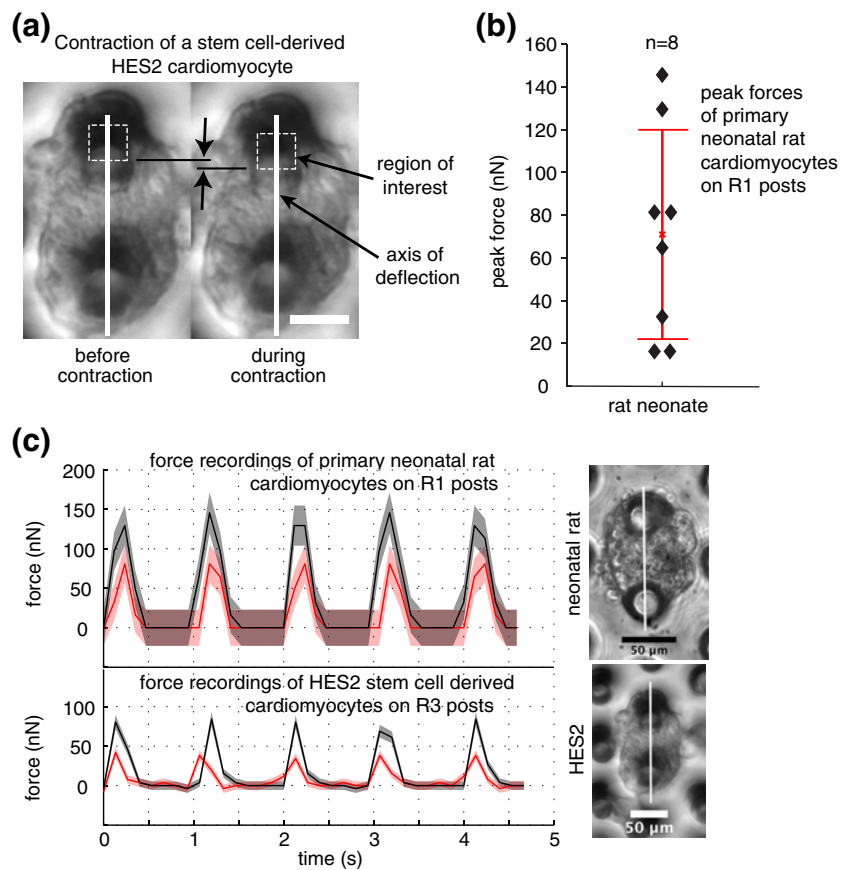 (a)
Contraction of a stem cell-derived
HES2 cardiomyocyte
region of
interest
axis of
deflection
before
contraction
during
contraction
(b)
160
140
120
100
80
60
40
20
0
peak force (nN)
n=8
peak forces
of primary
neonatal rat
cardiomyocytes
on R1 posts
rat neonate
(c)
force recordings of primary neonatal rat
cardiomyocytes on R1 posts
200
150
100
50
0
force (nN)
neonatal rat
50 µm
force recordings of HES2 stem cell derived
cardiomyocytes on R3 posts
100
50
0
force (nN)
0 1 2 3 4 5
time (s)
HES2
50 µm